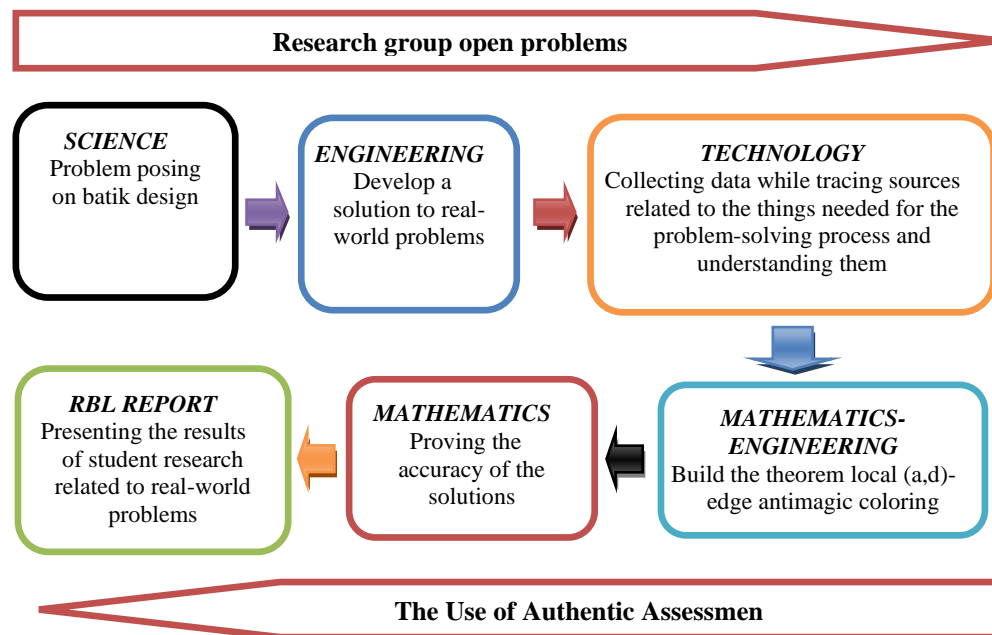 Research group open problems
SCIENCE
Problem posing
on batik design
ENGINEERING
Develop a
solution to real-
world problems
TECHNOLOGY
Collecting data while tracing sources
related to the things needed for the
problem-solving process and
understanding them
MATHEMATICS-
ENGINEERING
Build the theorem local (a,d)-
edge antimagic coloring
MATHEMATICS
Proving the
accuracy of the
solutions
RBL REPORT
Presenting the results
of student research
related to real-world
problems
The Use of Authentic Assessmen